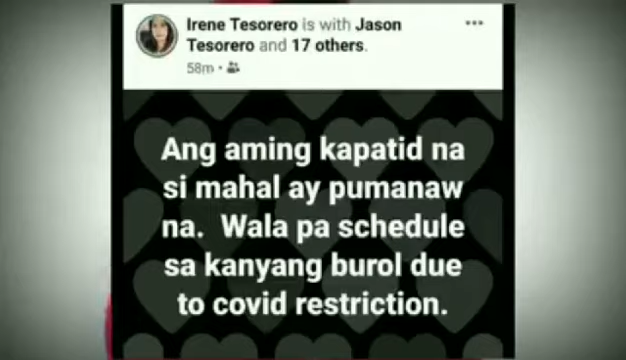 Irene Tesorero is with Jason
Tesorero and 17 others.
58m
Ang aming kapatid na
si mahal ay pumanaw
na. Wala pa schedule
sa kanyang burol due
to covid restriction.